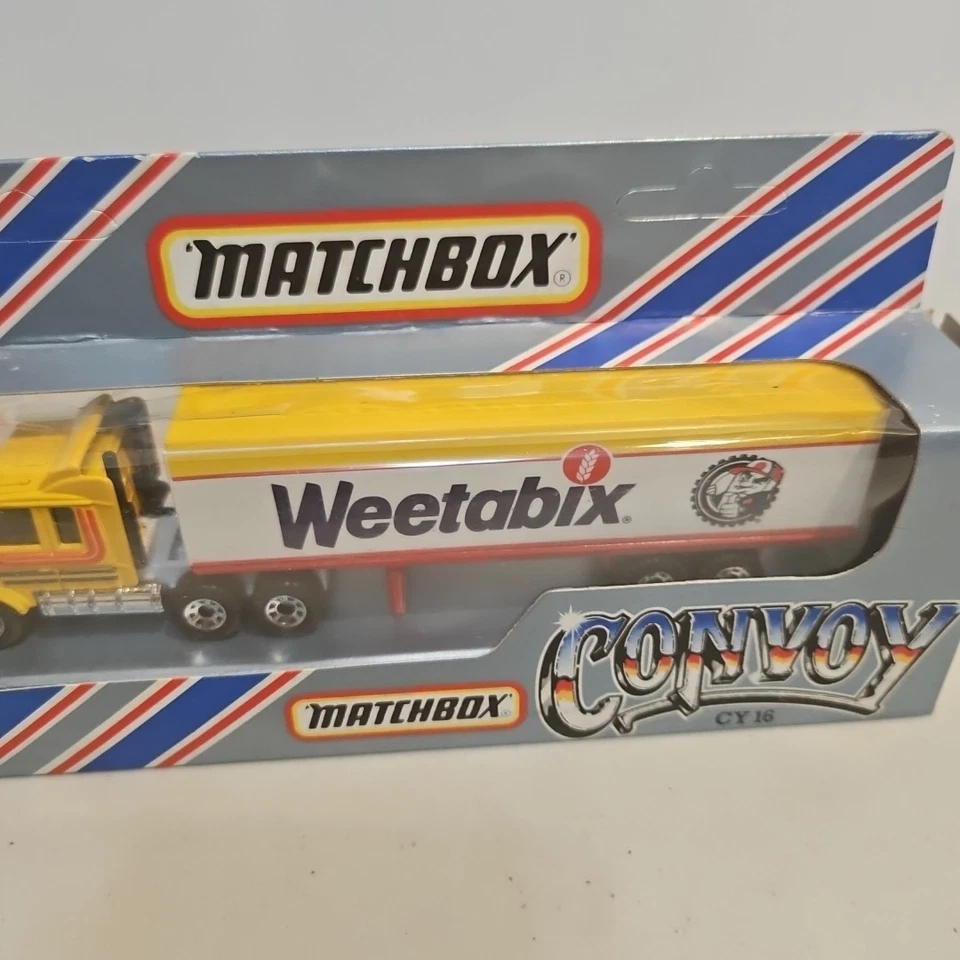 'MATCHBOX' ®
Weetabix ®
CONVOY
'MATCHBOX' ®
CY 16